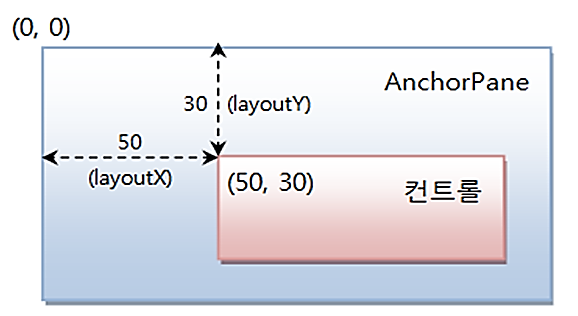 (0, 0)
AnchorPane
30 (layoutY)
50
(layoutX)
(50, 30) 컨트롤